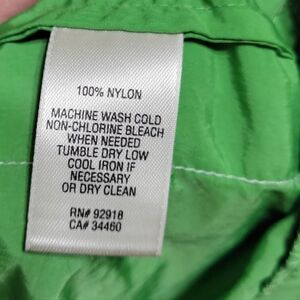 100% NYLON
MACHINE WASH COLD
NON-CHLORINE BLEACH
WHEN NEEDED
TUMBLE DRY LOW
COOL IRON IF
NECESSARY
OR DRY CLEAN
RN# 92918
CA# 34460